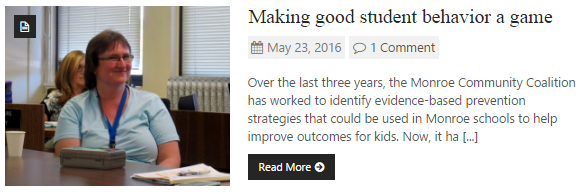 Making good student behavior a game
May 23, 2016 1 Comment
Over the last three years, the Monroe Community Coalition
has worked to identify evidence-based prevention
strategies that could be used in Monroe schools to help
improve outcomes for kids. Now, it ha [...]
Read More